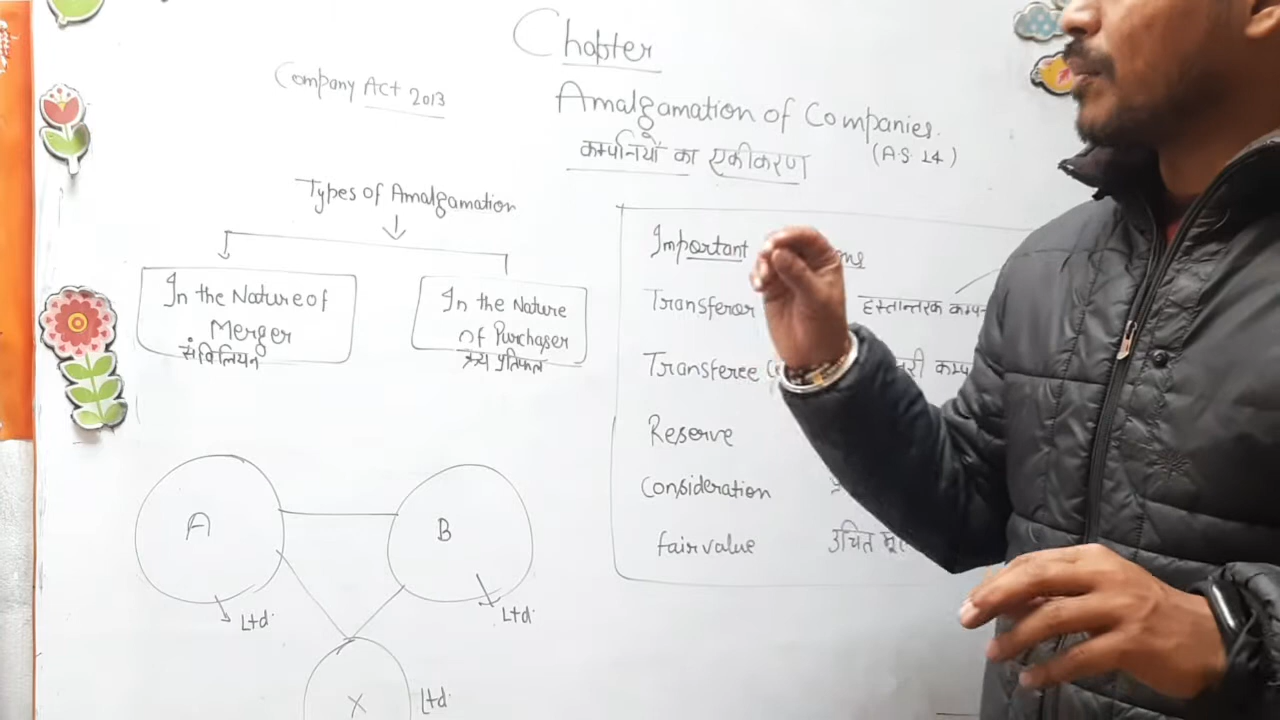 Chapter
Company Act 2013
Amalgamation of Companies.
कम्पनियों का एकीकरण
(A.S. 14)
Types of Amalgamation
In the Nature of
Merger
संविलियन
In the Nature
of Purchaser
क्रय प्रतिफल
Important
Transferor
हस्तान्तरक
Transferee
Reserve
Consideration
fair value
उचित
A
B
Ltd.
Ltd.
X
Ltd.